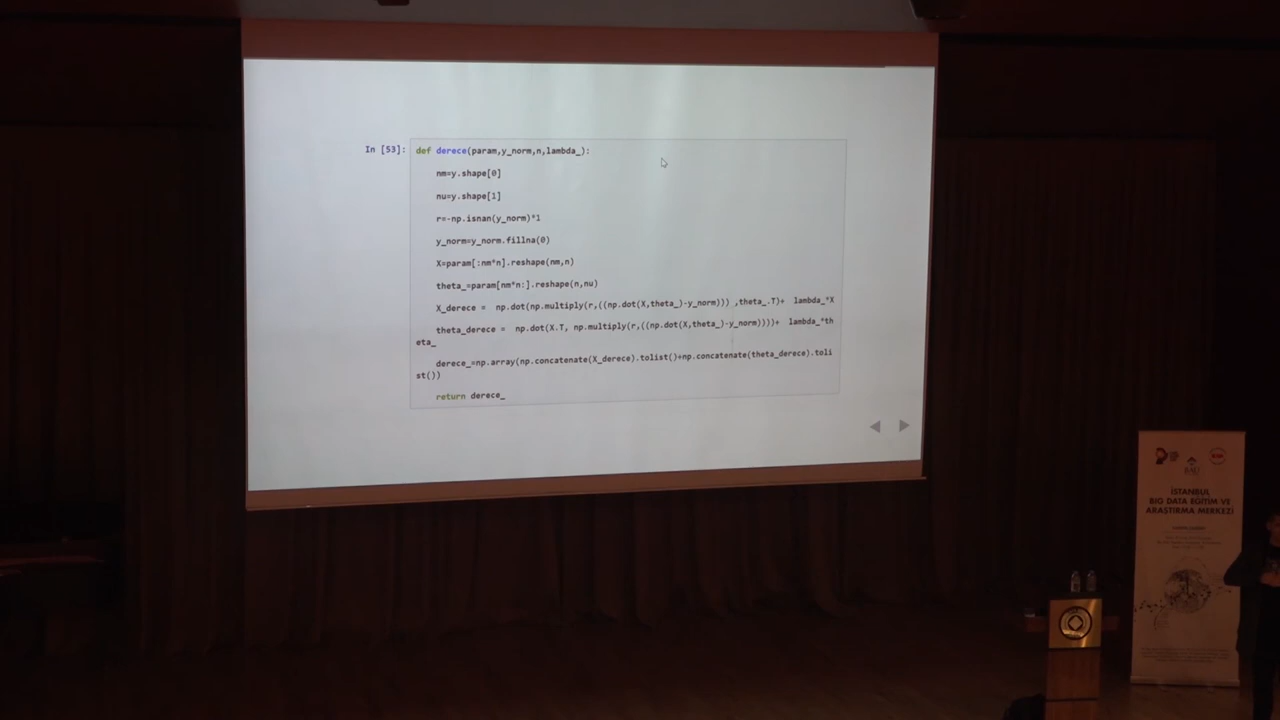 In [53]:
def derece(param,y_norm,n,lambda_):
nm=y.shape[0]
nu=y.shape[1]
r=-np.isnan(y_norm)*1
y_norm=y_norm.fillna(0)
X=param[:nm*n].reshape(nm,n)
theta_=param[nm*n:].reshape(n,nu)
X_derece = np.dot(np.multiply(r,((np.dot(X,theta_)-y_norm))) ,theta_.T)+ lambda_*X
theta_derece = np.dot(X.T, np.multiply(r,((np.dot(X,theta_)-y_norm))))+ lambda_*th
eta_
derece_=np.array(np.concatenate(X_derece).tolist()+np.concatenate(theta_derece).toli
st())
return derece_
BAU
İSTANBUL
BIG DATA EĞİTİM VE
ARAŞTIRMA MERKEZİ